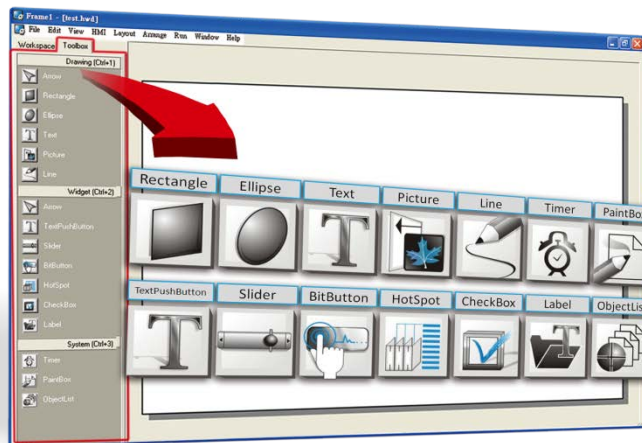 Frame1 - [test.hwd]
File Edit View HMI Layout Arrange Run Window Help
Workspace Toolbox
Drawing (Ctrl+1)
Arrow
Rectangle
Ellipse
Text
Picture
Line
Widget (Ctrl+2)
Arrow
TextPushButton
Slider
BitButton
HotSpot
CheckBox
Label
System (Ctrl+3)
Timer
PaintBox
ObjectList
Rectangle Ellipse Text Picture Line Timer PaintBox
TextPushButton Slider BitButton HotSpot CheckBox Label ObjectList